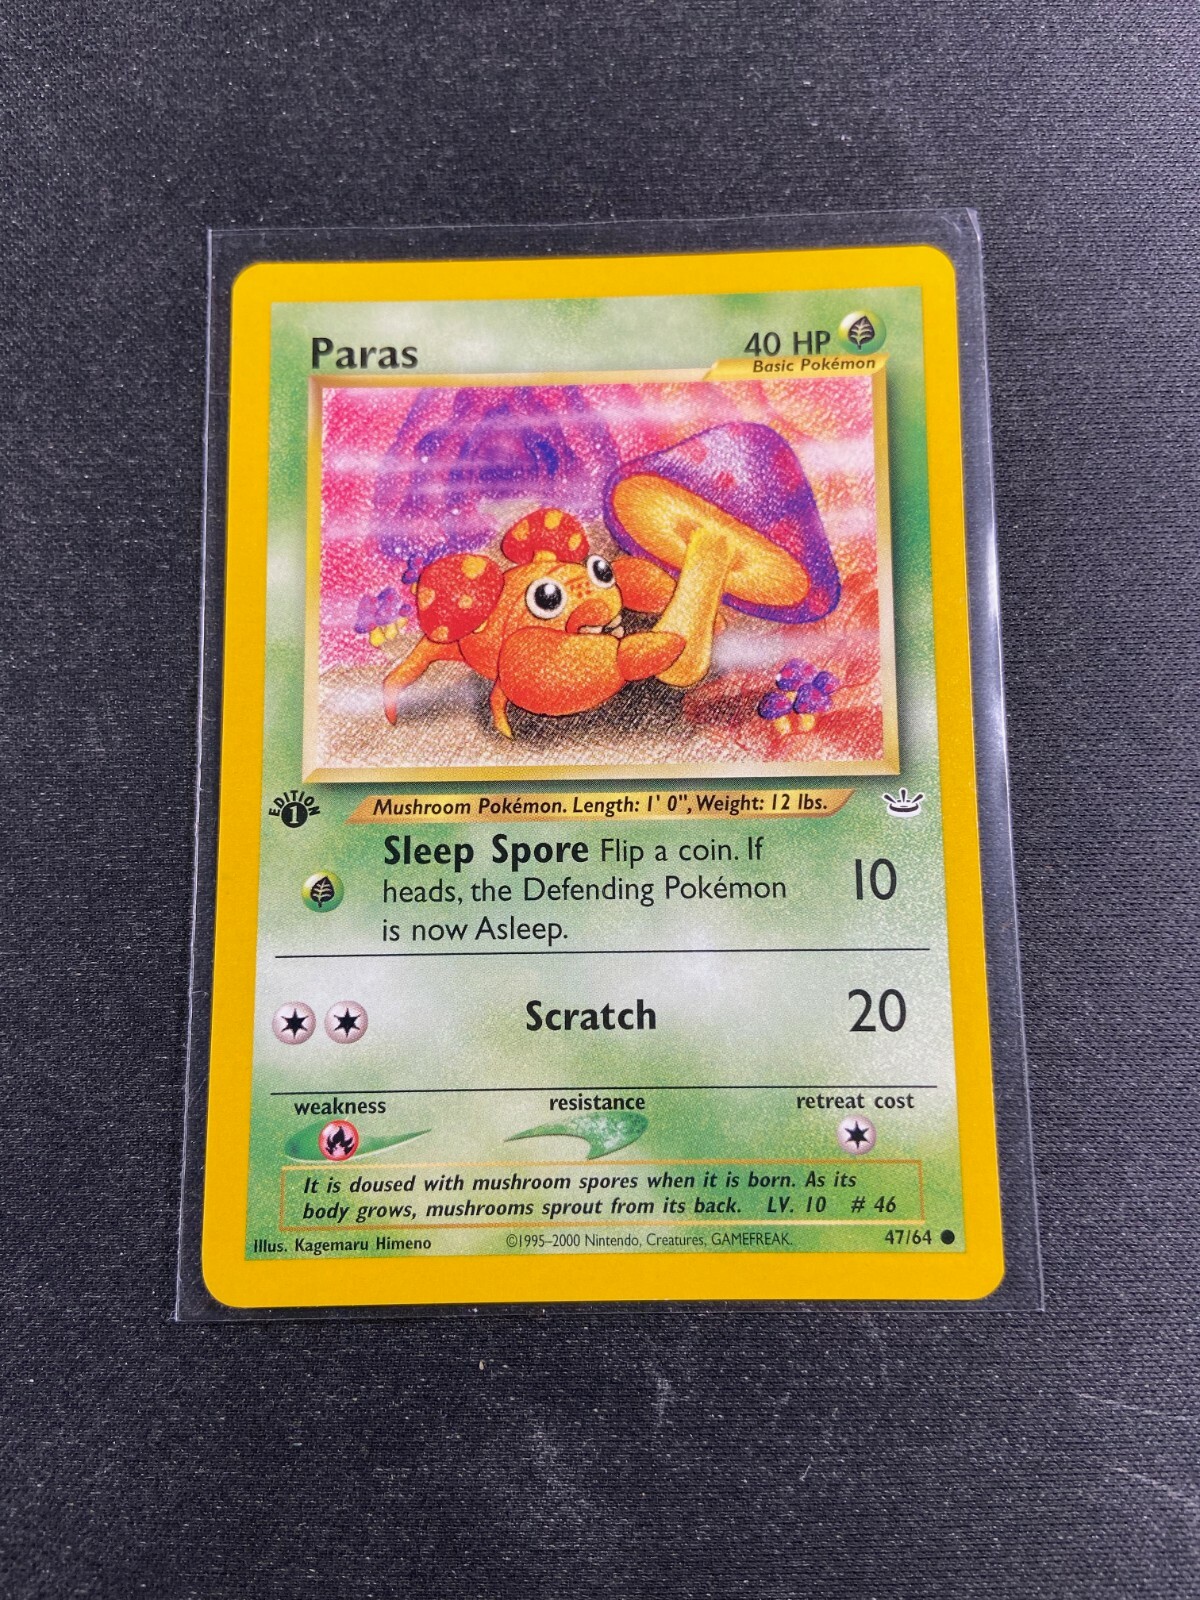 Paras
40 HP
Basic Pokémon
EDITION
1
Mushroom Pokémon. Length: 1' 0", Weight: 12 lbs.
Sleep Spore Flip a coin. If
heads, the Defending Pokémon
is now Asleep.
10
Scratch
20
weakness
resistance
retreat cost
It is doused with mushroom spores when it is born. As its
body grows, mushrooms sprout from its back. LV. 10 # 46
Illus. Kagemaru Himeno
©1995–2000 Nintendo, Creatures, GAMEFREAK.
47/64